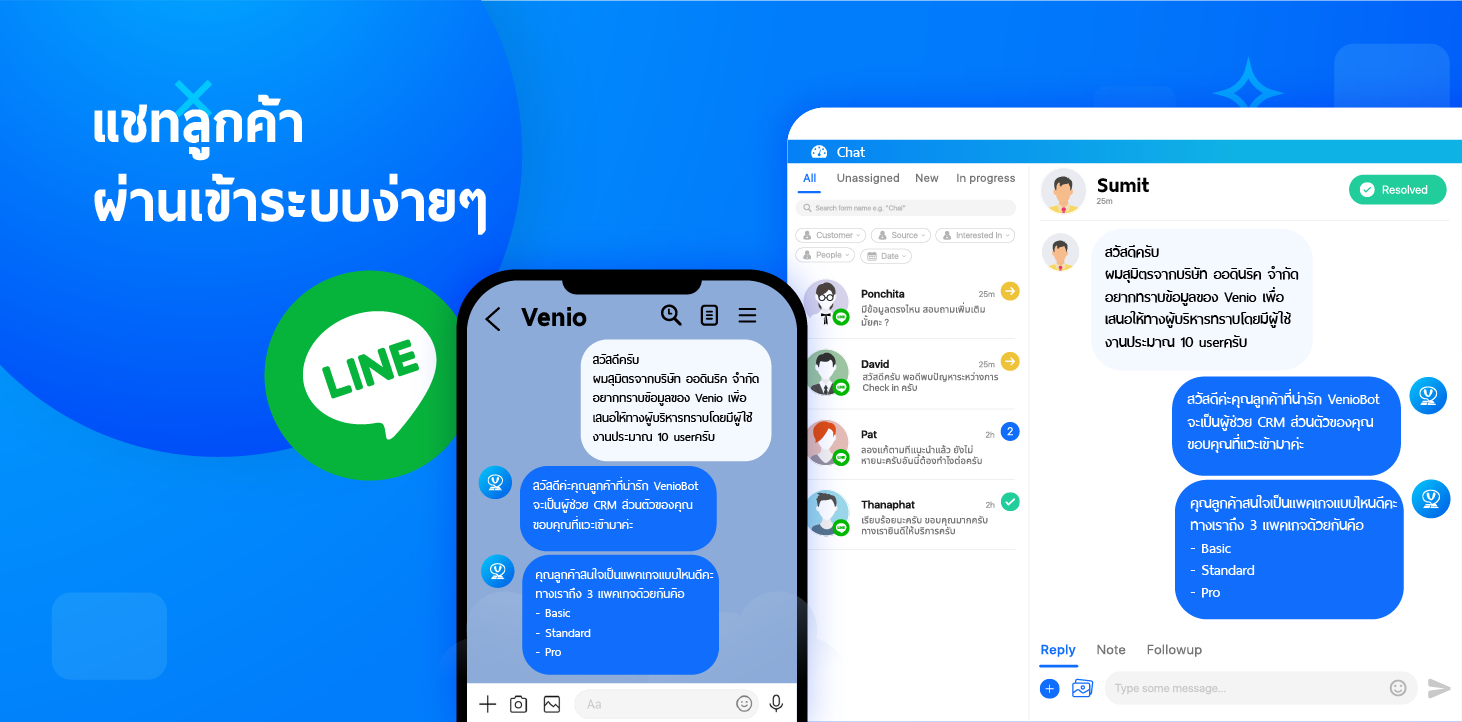 แชทลูกค้า
ผ่านเข้าระบบง่ายๆ
LINE
Venio
สวัสดีครับ
ผมสุมิตรจากบริษัท ออดินริค จำกัด
อยากทราบข้อมูลของ Venio เพื่อ
เสนอให้ทางผู้บริหารทราบโดยมีผู้ใช้
งานประมาณ 10 userครับ
สวัสดีค่ะคุณลูกค้าที่น่ารัก VenioBot
จะเป็นผู้ช่วย CRM ส่วนตัวของคุณ
ขอบคุณที่แวะเข้ามาค่ะ
คุณลูกค้าสนใจเป็นแพคเกจแบบไหนดีคะ
ทางเราถึง 3 แพคเกจด้วยกันคือ
- Basic
- Standard
- Pro
Aa
Chat
All Unassigned New In progress
Search form name e.g. "Chai"
Customer Source Interested In
People Date
Ponchita 25m
มีข้อมูลตรงไหน สอบถามเพิ่มเติม
มั้ยคะ ?
LINE
David 25m
สวัสดีครับ พอดีพบปัญหาระหว่างการ
Check in ครับ
LINE
Pat 2h 2
ลองแก้ตามที่แนะนำแล้ว ยังไม่
หายนะครับอันนี้ต้องทำไงต่อครับ
LINE
Thanaphat 2h
เรียบร้อยนะครับ ขอบคุณมากครับ
ทางเรายินดีให้บริการครับ
LINE
Sumit
25m
Resolved
สวัสดีครับ
ผมสุมิตรจากบริษัท ออดินริค จำกัด
อยากทราบข้อมูลของ Venio เพื่อ
เสนอให้ทางผู้บริหารทราบโดยมีผู้ใช้
งานประมาณ 10 userครับ
สวัสดีค่ะคุณลูกค้าที่น่ารัก VenioBot
จะเป็นผู้ช่วย CRM ส่วนตัวของคุณ
ขอบคุณที่แวะเข้ามาค่ะ
คุณลูกค้าสนใจเป็นแพคเกจแบบไหนดีคะ
ทางเราถึง 3 แพคเกจด้วยกันคือ
- Basic
- Standard
- Pro
Reply Note Followup
Type some message...